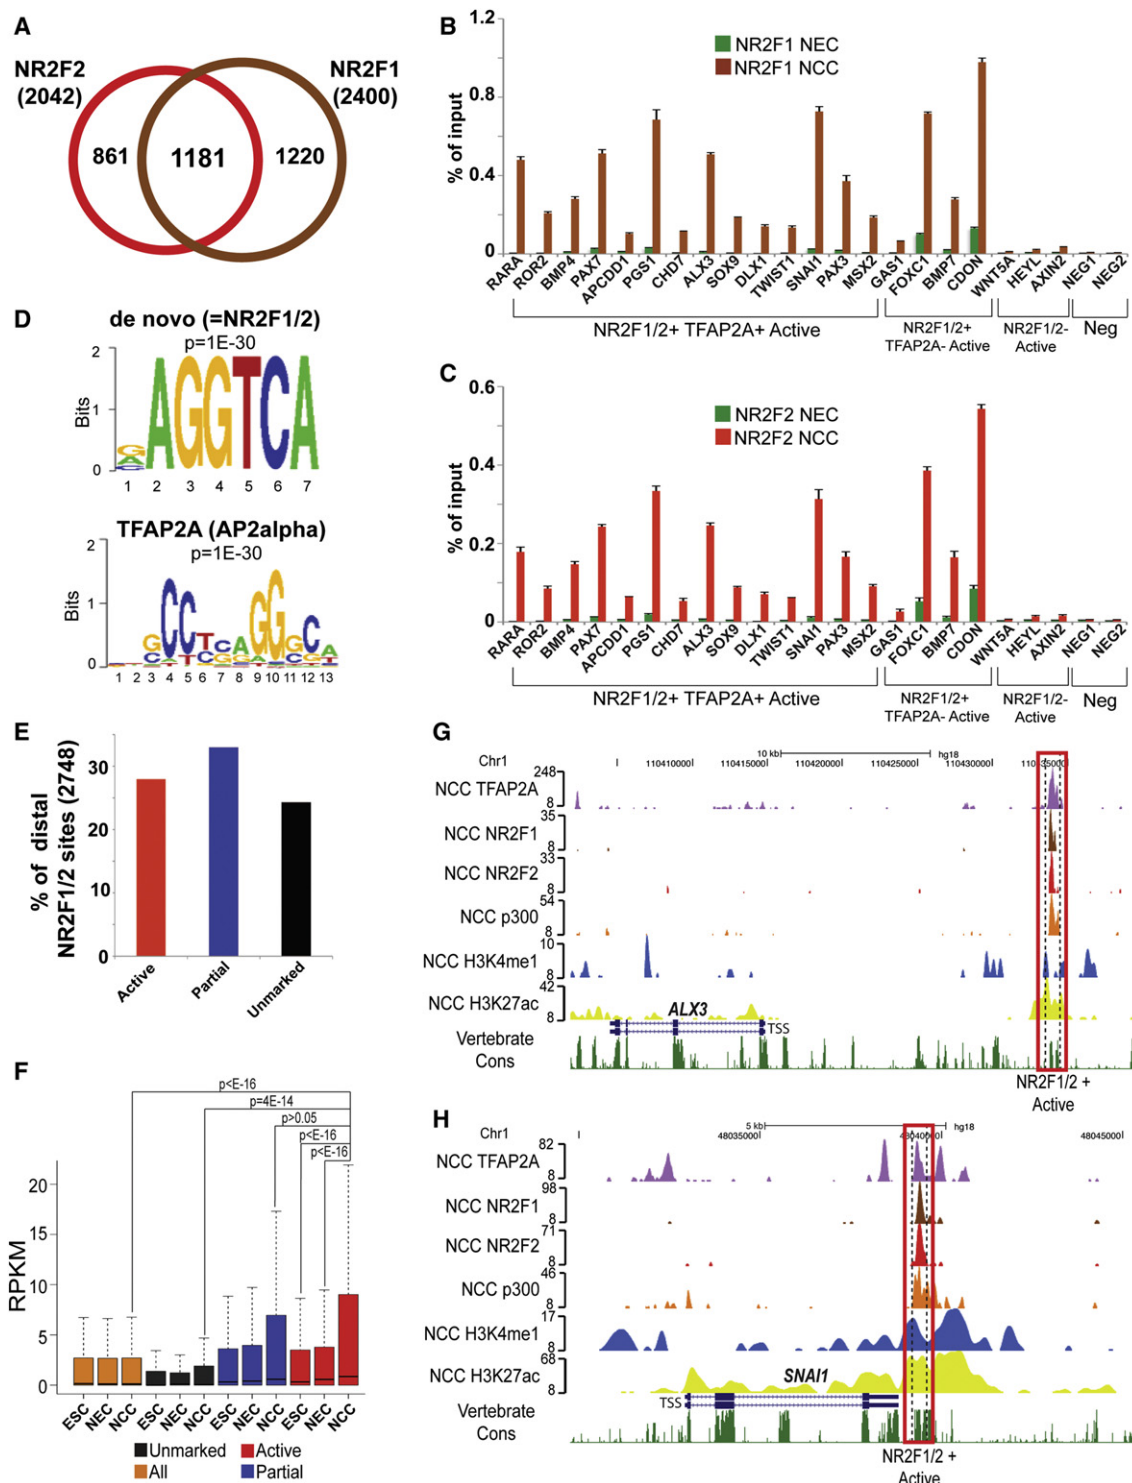 A
NR2F2
(2042)
NR2F1
(2400)
861
1181
1220
B
1.2
0.8
0.4
0
% of input
NR2F1 NEC
NR2F1 NCC
RARA
ROR2
BMP4
PAX7
APCDD1
PGS1
CHD7
ALX3
SOX9
DLX1
TWIST1
SNAI1
PAX3
MSX2
GAS1
FOXC1
BMP7
CDON
WNT5A
HEYL
AXIN2
NEG1
NEG2
NR2F1/2+ TFAP2A+ Active
NR2F1/2+
TFAP2A- Active
NR2F1/2-
Active
Neg
C
0.6
0.4
0.2
0
% of input
NR2F2 NEC
NR2F2 NCC
RARA
ROR2
BMP4
PAX7
APCDD1
PGS1
CHD7
ALX3
SOX9
DLX1
TWIST1
SNAI1
PAX3
MSX2
GAS1
FOXC1
BMP7
CDON
WNT5A
HEYL
AXIN2
NEG1
NEG2
NR2F1/2+ TFAP2A+ Active
NR2F1/2+
TFAP2A- Active
NR2F1/2-
Active
Neg
D
de novo (=NR2F1/2)
p=1E-30
2
1
0
Bits
G
A
C
AGGTCA
1 2 3 4 5 6 7
TFAP2A (AP2alpha)
p=1E-30
2
1
0
Bits
1 2 3 4 5 6 7 8 9 10 11 12 13
E
% of distal
NR2F1/2 sites (2748)
30
20
10
0
Active
Partial
Unmarked
F
p<E-16
p=4E-14
p>0.05
p<E-16
p<E-16
RPKM
20
15
10
5
0
ESC
NEC
NCC
ESC
NEC
NCC
ESC
NEC
NCC
ESC
NEC
NCC
Unmarked
Active
All
Partial
G
10 kb
hg18
Chr1
110410000
110415000
110420000
110425000
110430000
110435000
NCC TFAP2A
248
8
NCC NR2F1
35
8
NCC NR2F2
33
8
NCC p300
54
8
NCC H3K4me1
10
8
NCC H3K27ac
42
8
ALX3
TSS
Vertebrate
Cons
NR2F1/2 +
Active
H
5 kb
hg18
Chr1
48035000
48040000
48045000
NCC TFAP2A
82
8
NCC NR2F1
98
8
NCC NR2F2
71
8
NCC p300
46
8
NCC H3K4me1
17
8
NCC H3K27ac
68
8
SNAI1
TSS
Vertebrate
Cons
NR2F1/2 +
Active